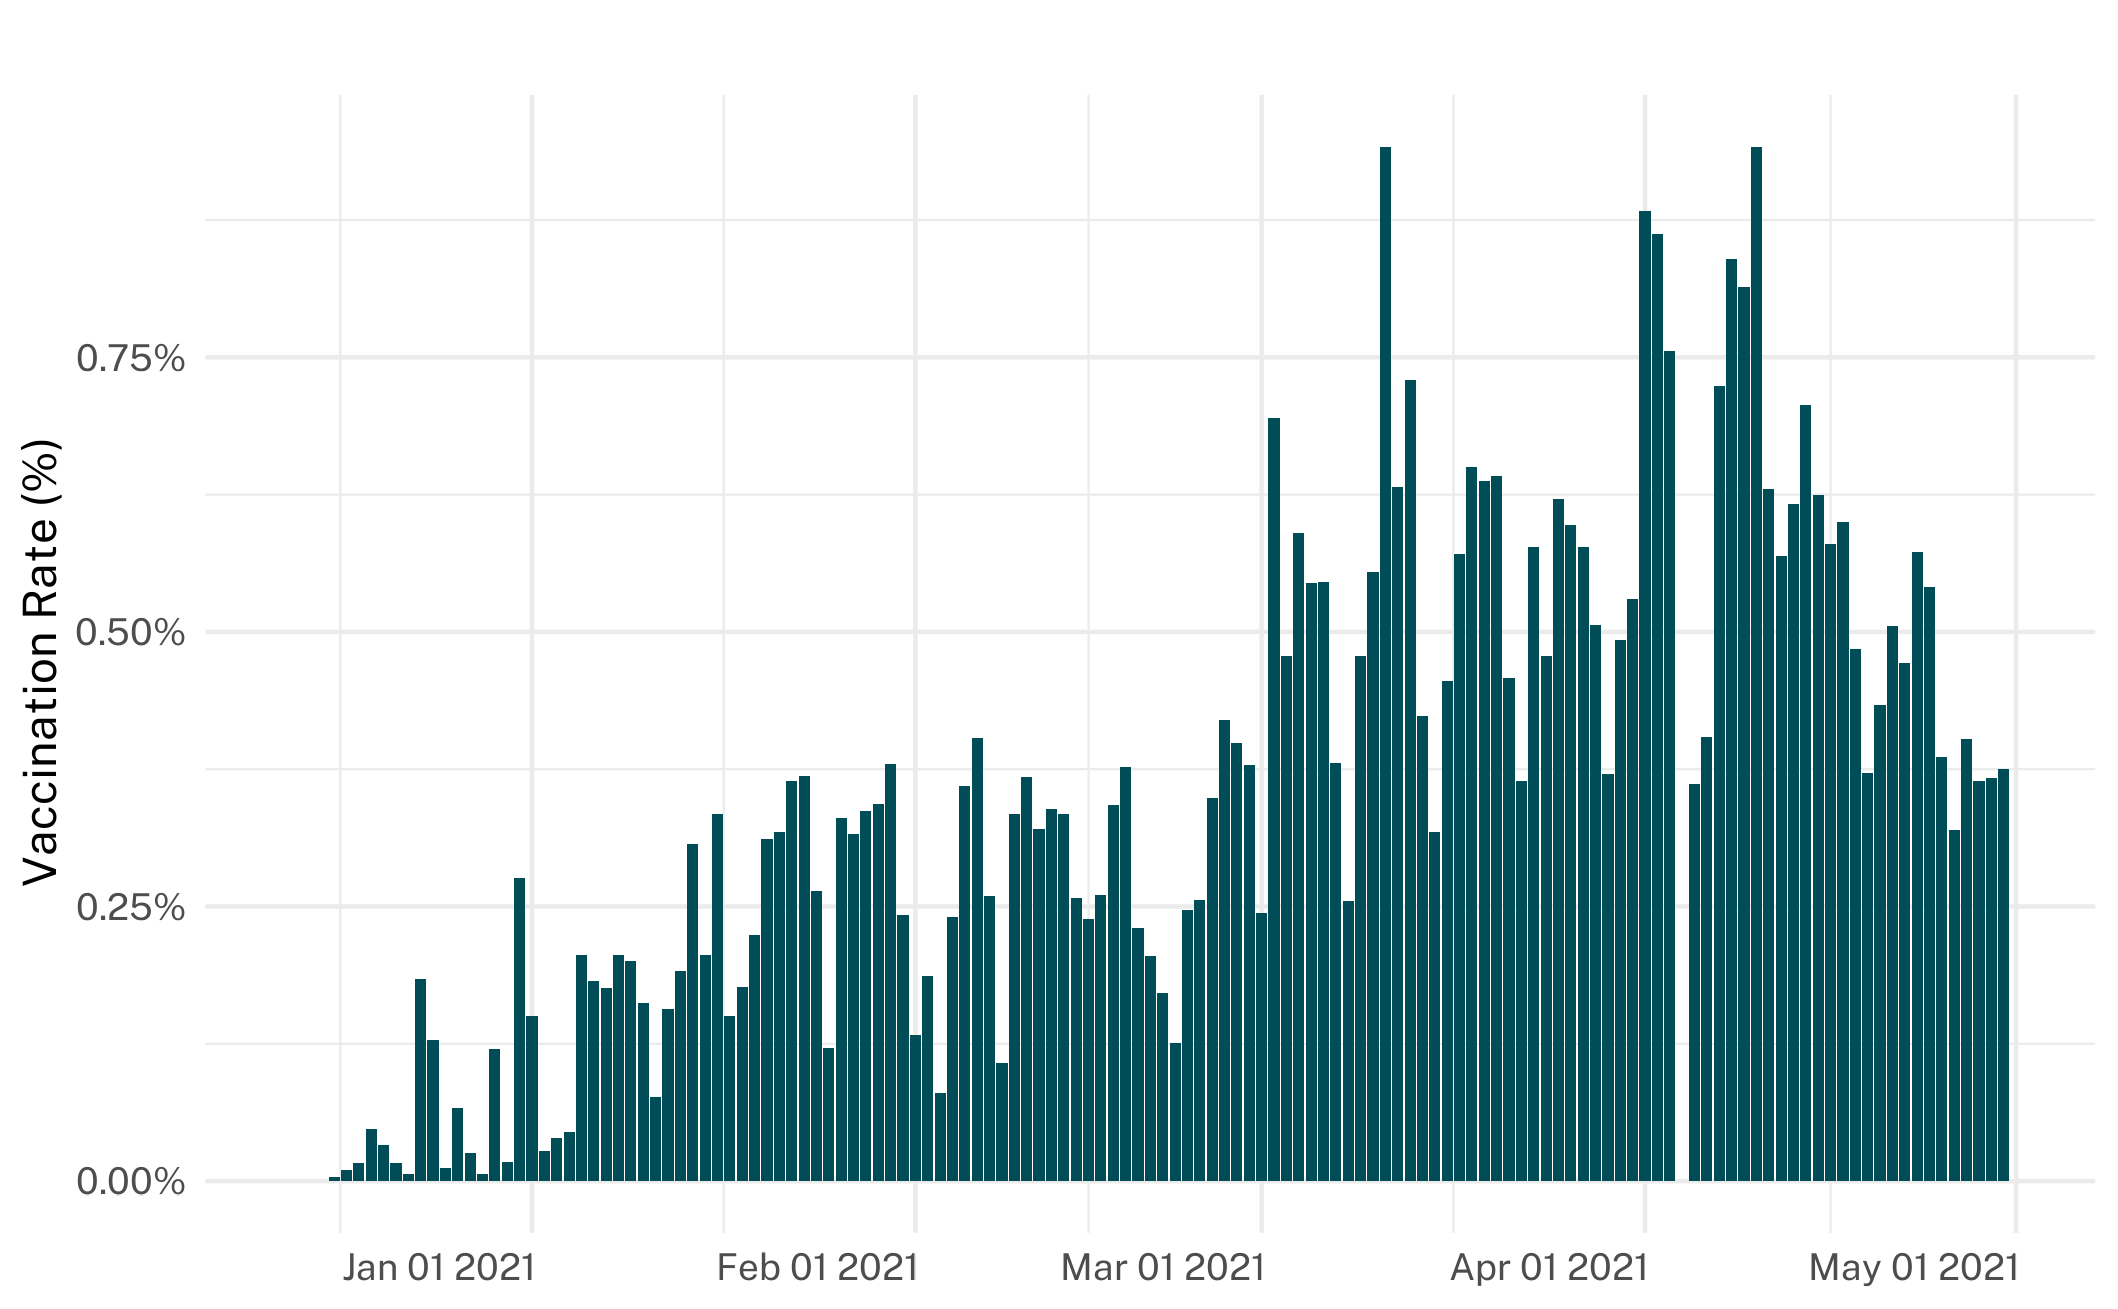 Vaccination Rate (%)
0.75%
0.50%
0.25%
0.00%
Jan 01 2021
Feb 01 2021
Mar 01 2021
Apr 01 2021
May 01 2021